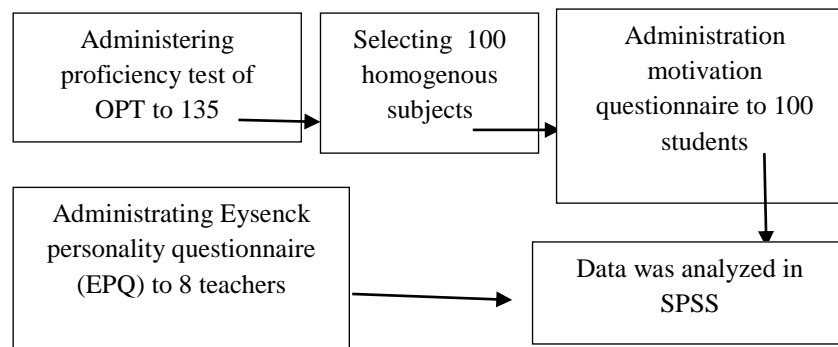 Administering
proficiency test of
OPT to 135
Selecting 100
homogenous
subjects
Administration
motivation
questionnaire to 100
students
Administrating Eysenck
personality questionnaire
(EPQ) to 8 teachers
Data was analyzed in
SPSS